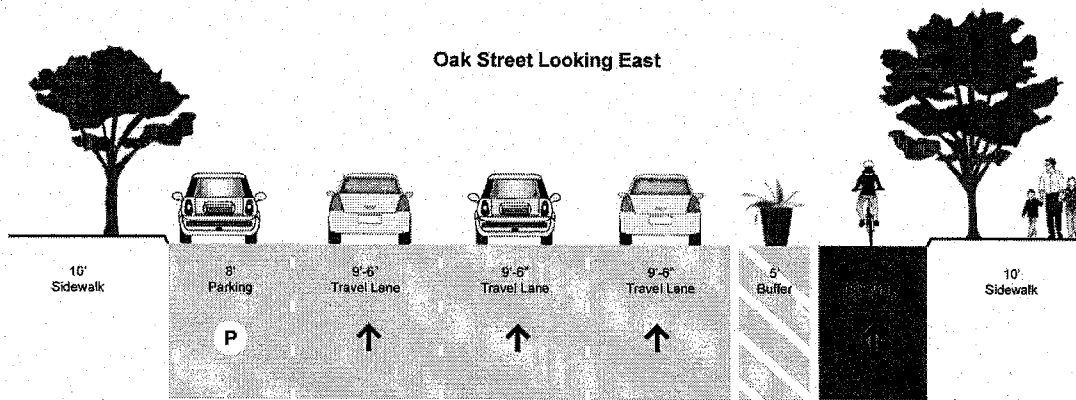 Oak Street Looking East
10'
Sidewalk
8'
Parking
9'-6"
Travel Lane
9'-6"
Travel Lane
9'-6"
Travel Lane
5'
Buffer
10'
Sidewalk
P